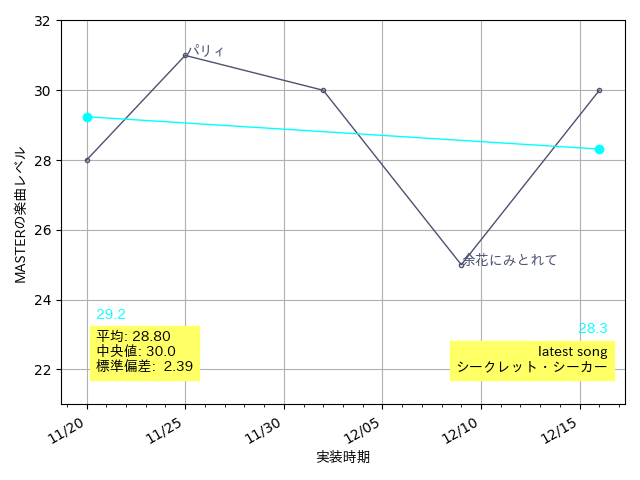 32
30
28
26
24
22
MASTERの楽曲レベル
パリィ
余花にみとれて
29.2
平均: 28.80
中央値: 30.0
標準偏差: 2.39
28.3
latest song
シークレット・シーカー
11/20
11/25
11/30
12/05
12/10
12/15
実装時期